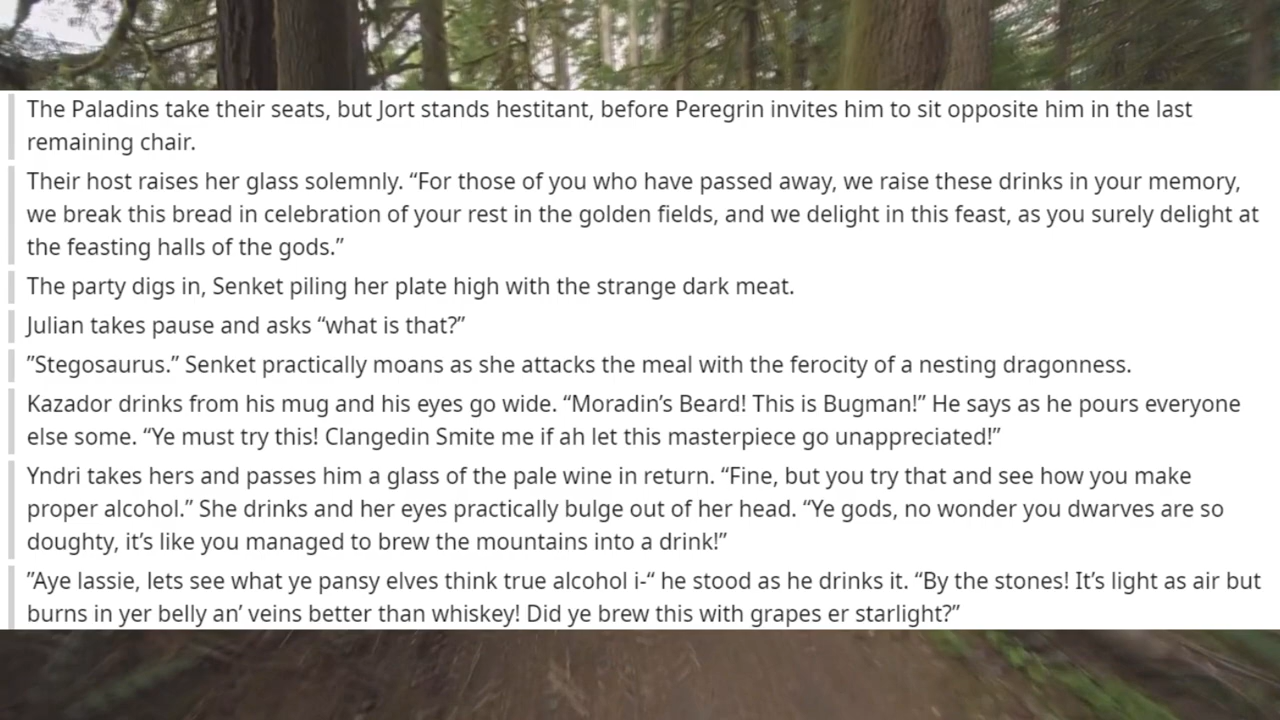 The Paladins take their seats, but Jort stands hestitant, before Peregrin invites him to sit opposite him in the last
remaining chair.
Their host raises her glass solemnly. “For those of you who have passed away, we raise these drinks in your memory,
we break this bread in celebration of your rest in the golden fields, and we delight in this feast, as you surely delight at
the feasting halls of the gods.”
The party digs in, Senket piling her plate high with the strange dark meat.
Julian takes pause and asks “what is that?”
”Stegosaurus.” Senket practically moans as she attacks the meal with the ferocity of a nesting dragonness.
Kazador drinks from his mug and his eyes go wide. “Moradin’s Beard! This is Bugman!” He says as he pours everyone
else some. “Ye must try this! Clangedin Smite me if ah let this masterpiece go unappreciated!”
Yndri takes hers and passes him a glass of the pale wine in return. “Fine, but you try that and see how you make
proper alcohol.” She drinks and her eyes practically bulge out of her head. “Ye gods, no wonder you dwarves are so
doughty, it’s like you managed to brew the mountains into a drink!”
”Aye lassie, lets see what ye pansy elves think true alcohol i-“ he stood as he drinks it. “By the stones! It’s light as air but
burns in yer belly an’ veins better than whiskey! Did ye brew this with grapes er starlight?”